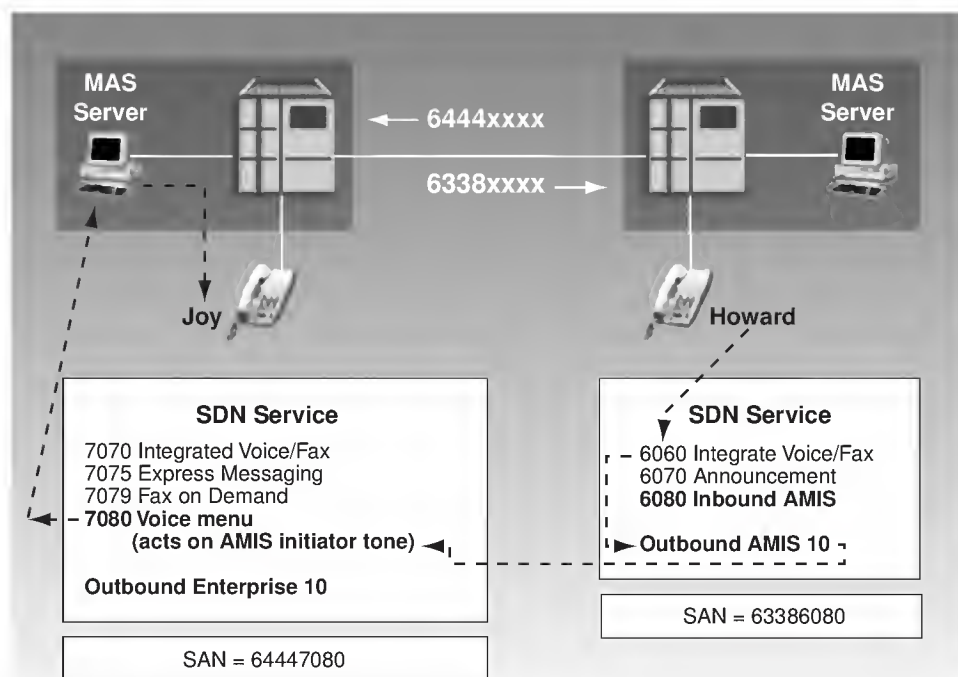 MAS
Server
MAS
Server
6444xxxx
6338xxxx
Joy
Howard
SDN Service
7070 Integrated Voice/Fax
7075 Express Messaging
7079 Fax on Demand
7080 Voice menu
(acts on AMIS initiator tone)
Outbound Enterprise 10
SAN = 64447080
SDN Service
6060 Integrate Voice/Fax
6070 Announcement
6080 Inbound AMIS
Outbound AMIS 10
SAN = 63386080